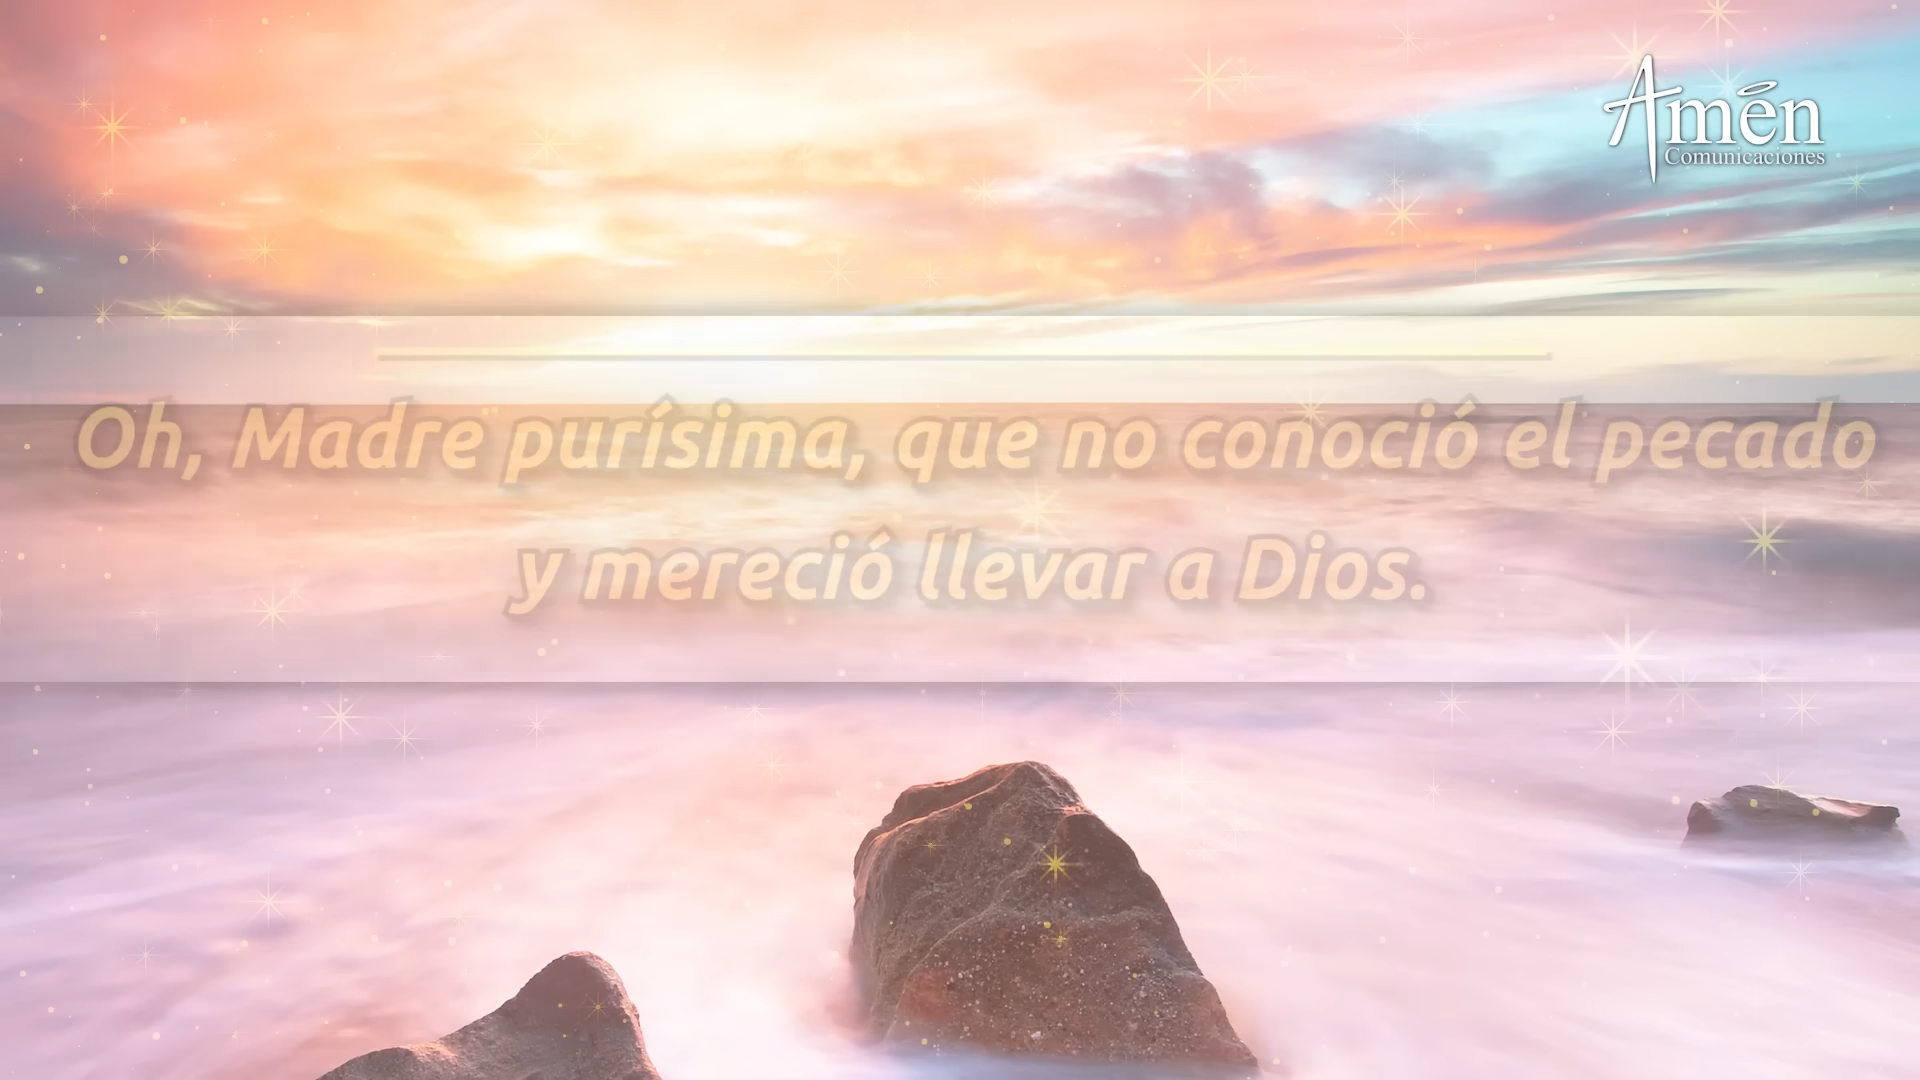 Amén
Comunicaciones
Oh, Madre purísima, que no conoció el pecado
y mereció llevar a Dios.